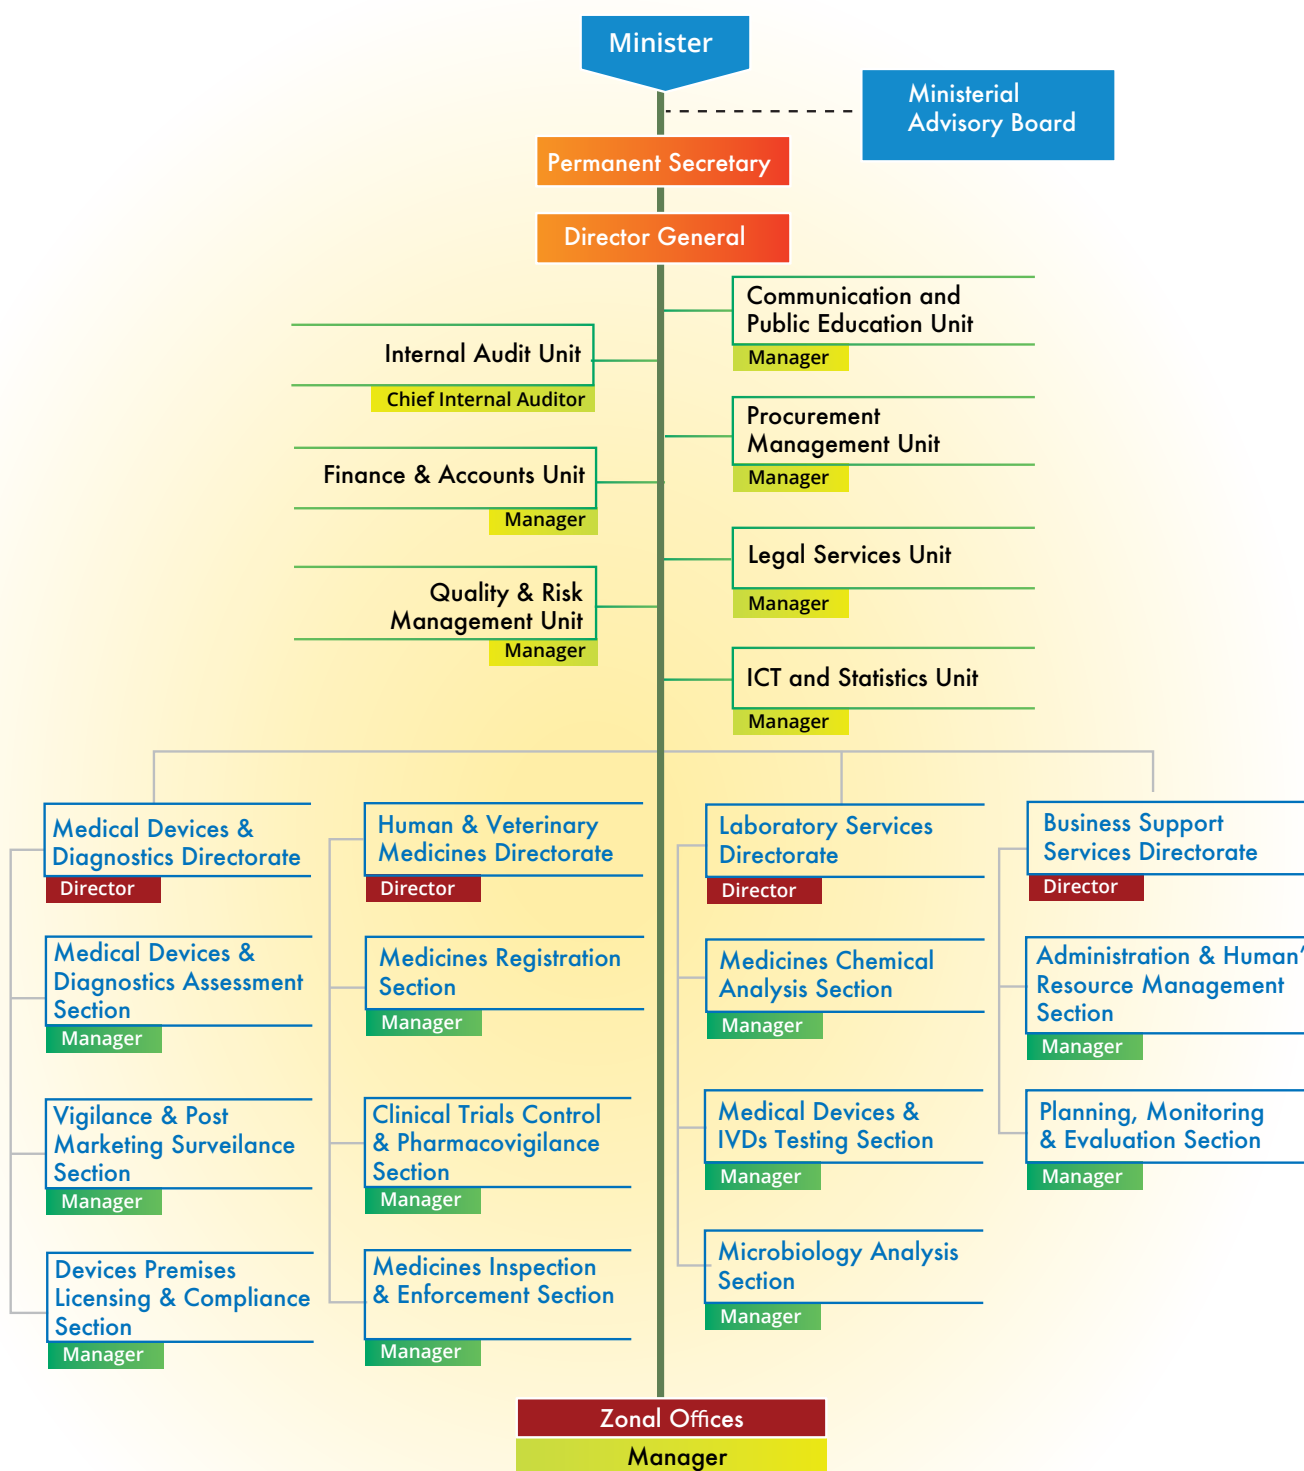 Minister
Ministerial
Advisory Board
Permanent Secretary
Director General
Communication and
Public Education Unit
Manager
Internal Audit Unit
Chief Internal Auditor
Procurement
Management Unit
Manager
Finance & Accounts Unit
Manager
Legal Services Unit
Manager
Quality & Risk
Management Unit
Manager
ICT and Statistics Unit
Manager
Medical Devices &
Diagnostics Directorate
Director
Medical Devices &
Diagnostics Assessment
Section
Manager
Vigilance & Post
Marketing Surveilance
Section
Manager
Devices Premises
Licensing & Compliance
Section
Manager
Human & Veterinary
Medicines Directorate
Director
Medicines Registration
Section
Manager
Clinical Trials Control
& Pharmacovigilance
Section
Manager
Medicines Inspection
& Enforcement Section
Manager
Laboratory Services
Directorate
Director
Medicines Chemical
Analysis Section
Manager
Medical Devices &
IVDs Testing Section
Manager
Microbiology Analysis
Section
Manager
Business Support
Services Directorate
Director
Administration & Human'
Resource Management
Section
Manager
Planning, Monitoring
& Evaluation Section
Manager
Zonal Offices
Manager